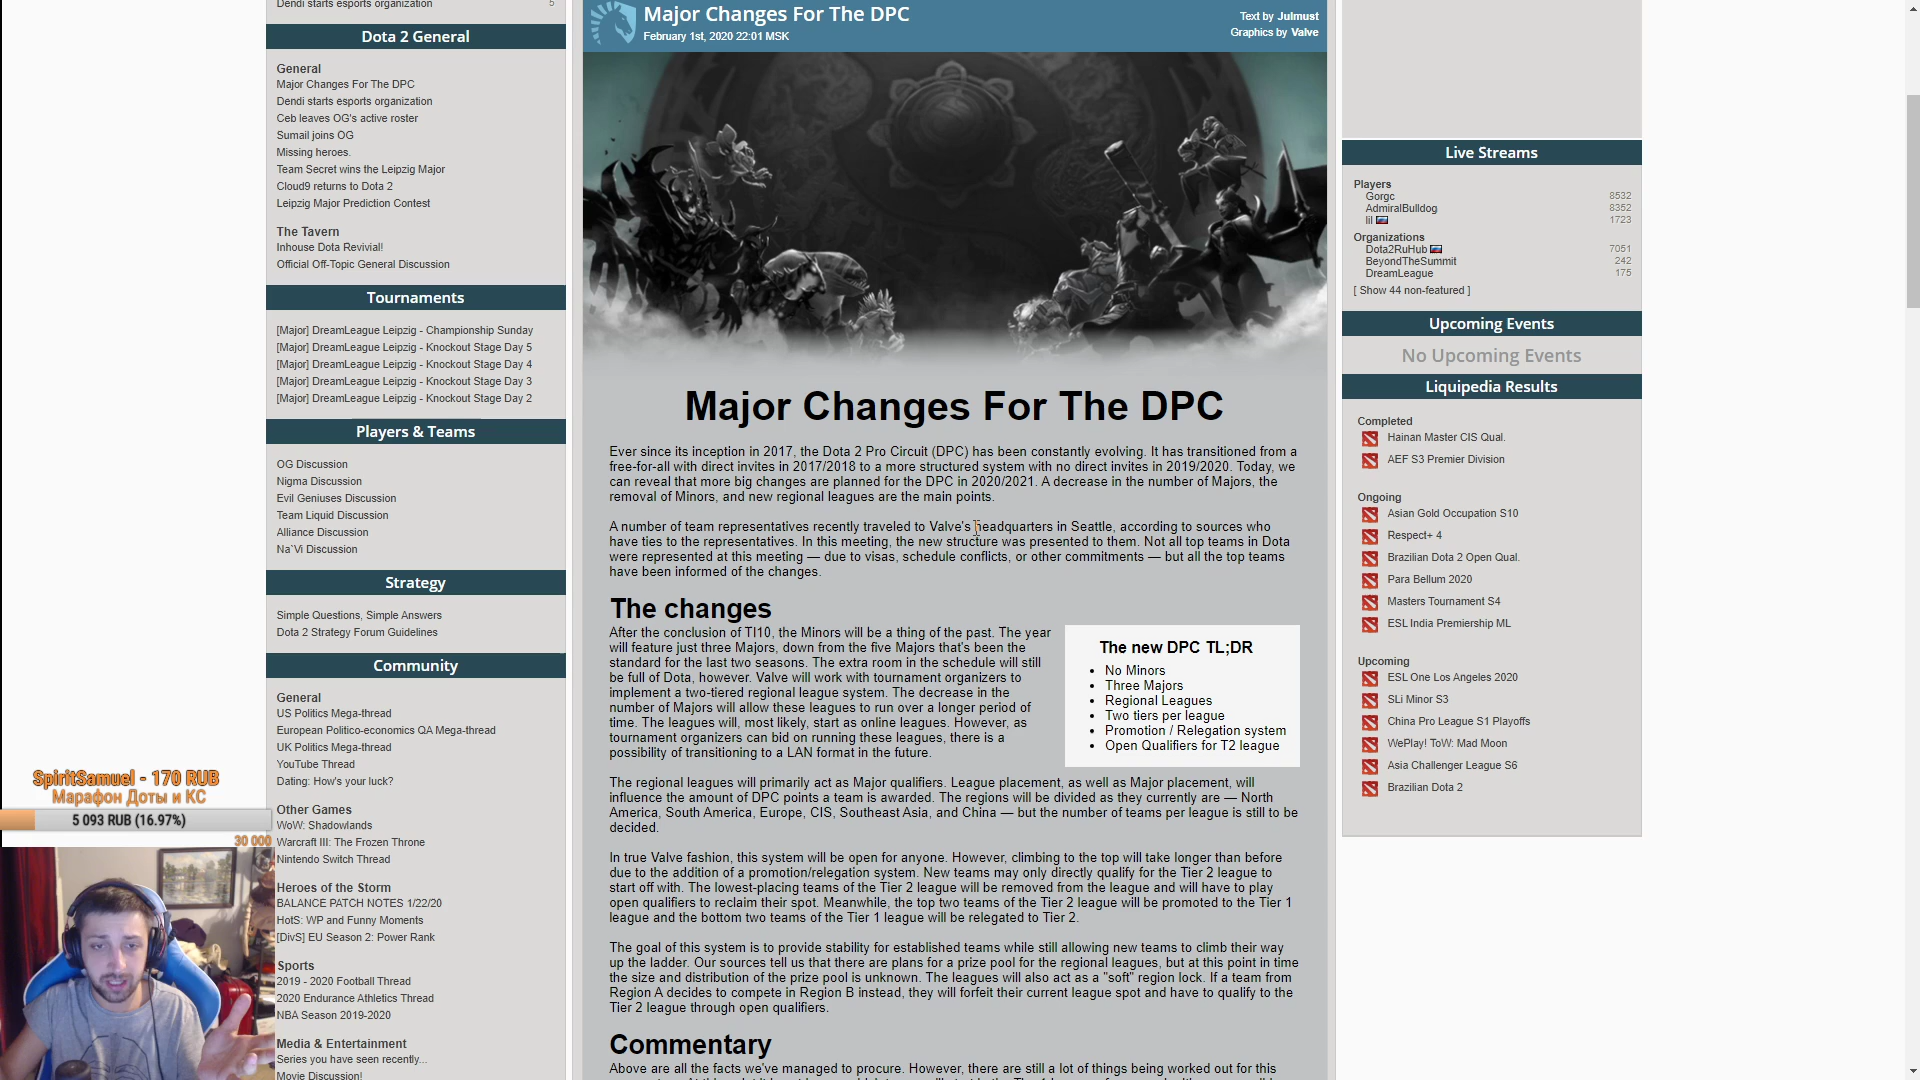 Dendi starts esports organization
5
Dota 2 General
General
Major Changes For The DPC
Dendi starts esports organization
Ceb leaves OG's active roster
Sumail joins OG
Missing heroes.
Team Secret wins the Leipzig Major
Cloud9 returns to Dota 2
Leipzig Major Prediction Contest
The Tavern
Inhouse Dota Revivial!
Official Off-Topic General Discussion
Tournaments
[Major] DreamLeague Leipzig - Championship Sunday
[Major] DreamLeague Leipzig - Knockout Stage Day 5
[Major] DreamLeague Leipzig - Knockout Stage Day 4
[Major] DreamLeague Leipzig - Knockout Stage Day 3
[Major] DreamLeague Leipzig - Knockout Stage Day 2
Players & Teams
OG Discussion
Nigma Discussion
Evil Geniuses Discussion
Team Liquid Discussion
Alliance Discussion
Na`Vi Discussion
Strategy
Simple Questions, Simple Answers
Dota 2 Strategy Forum Guidelines
Community
General
US Politics Mega-thread
European Politico-economics QA Mega-thread
UK Politics Mega-thread
YouTube Thread
Dating: How's your luck?
Other Games
WoW: Shadowlands
Warcraft III: The Frozen Throne
Nintendo Switch Thread
Heroes of the Storm
BALANCE PATCH NOTES 1/22/20
HotS: WP and Funny Moments
[DivS] EU Season 2: Power Rank
Sports
2019 - 2020 Football Thread
2020 Endurance Athletics Thread
NBA Season 2019-2020
Media & Entertainment
Series you have seen recently...
Movie Discussion!
SpiritSamuel - 170 RUB
Марафон Доты и КС
5 093 RUB (16.97%)
30 000
Major Changes For The DPC
February 1st, 2020 22:01 MSK
Text by Julmust
Graphics by Valve
Major Changes For The DPC
Ever since its inception in 2017, the Dota 2 Pro Circuit (DPC) has been constantly evolving. It has transitioned from a
free-for-all with direct invites in 2017/2018 to a more structured system with no direct invites in 2019/2020. Today, we
can reveal that more big changes are planned for the DPC in 2020/2021. A decrease in the number of Majors, the
removal of Minors, and new regional leagues are the main points.
A number of team representatives recently traveled to Valve's headquarters in Seattle, according to sources who
have ties to the representatives. In this meeting, the new structure was presented to them. Not all top teams in Dota
were represented at this meeting — due to visas, schedule conflicts, or other commitments — but all the top teams
have been informed of the changes.
The changes
After the conclusion of TI10, the Minors will be a thing of the past. The year
will feature just three Majors, down from the five Majors that's been the
standard for the last two seasons. The extra room in the schedule will still
be full of Dota, however. Valve will work with tournament organizers to
implement a two-tiered regional league system. The decrease in the
number of Majors will allow these leagues to run over a longer period of
time. The leagues will, most likely, start as online leagues. However, as
tournament organizers can bid on running these leagues, there is a
possibility of transitioning to a LAN format in the future.
The new DPC TL;DR
No Minors
Three Majors
Regional Leagues
Two tiers per league
Promotion / Relegation system
Open Qualifiers for T2 league
The regional leagues will primarily act as Major qualifiers. League placement, as well as Major placement, will
influence the amount of DPC points a team is awarded. The regions will be divided as they currently are — North
America, South America, Europe, CIS, Southeast Asia, and China — but the number of teams per league is still to be
decided.
In true Valve fashion, this system will be open for anyone. However, climbing to the top will take longer than before
due to the addition of a promotion/relegation system. New teams may only directly qualify for the Tier 2 league to
start off with. The lowest-placing teams of the Tier 2 league will be removed from the league and will have to play
open qualifiers to reclaim their spot. Meanwhile, the top two teams of the Tier 2 league will be promoted to the Tier 1
league and the bottom two teams of the Tier 1 league will be relegated to Tier 2.
The goal of this system is to provide stability for established teams while still allowing new teams to climb their way
up the ladder. Our sources tell us that there are plans for a prize pool for the regional leagues, but at this point in time
the size and distribution of the prize pool is unknown. The leagues will also act as a "soft" region lock. If a team from
Region A decides to compete in Region B instead, they will forfeit their current league spot and have to qualify to the
Tier 2 league through open qualifiers.
Commentary
Above are all the facts we've managed to procure. However, there are still a lot of things being worked out for this
Live Streams
Players
Gorgc 8532
AdmiralBulldog 8352
lil 1723
Organizations
Dota2RuHub 7051
BeyondTheSummit 242
DreamLeague 175
[ Show 44 non-featured ]
Upcoming Events
No Upcoming Events
Liquipedia Results
Completed
Hainan Master CIS Qual.
AEF S3 Premier Division
Ongoing
Asian Gold Occupation S10
Respect+ 4
Brazilian Dota 2 Open Qual.
Para Bellum 2020
Masters Tournament S4
ESL India Premiership ML
Upcoming
ESL One Los Angeles 2020
SLi Minor S3
China Pro League S1 Playoffs
WePlay! ToW: Mad Moon
Asia Challenger League S6
Brazilian Dota 2